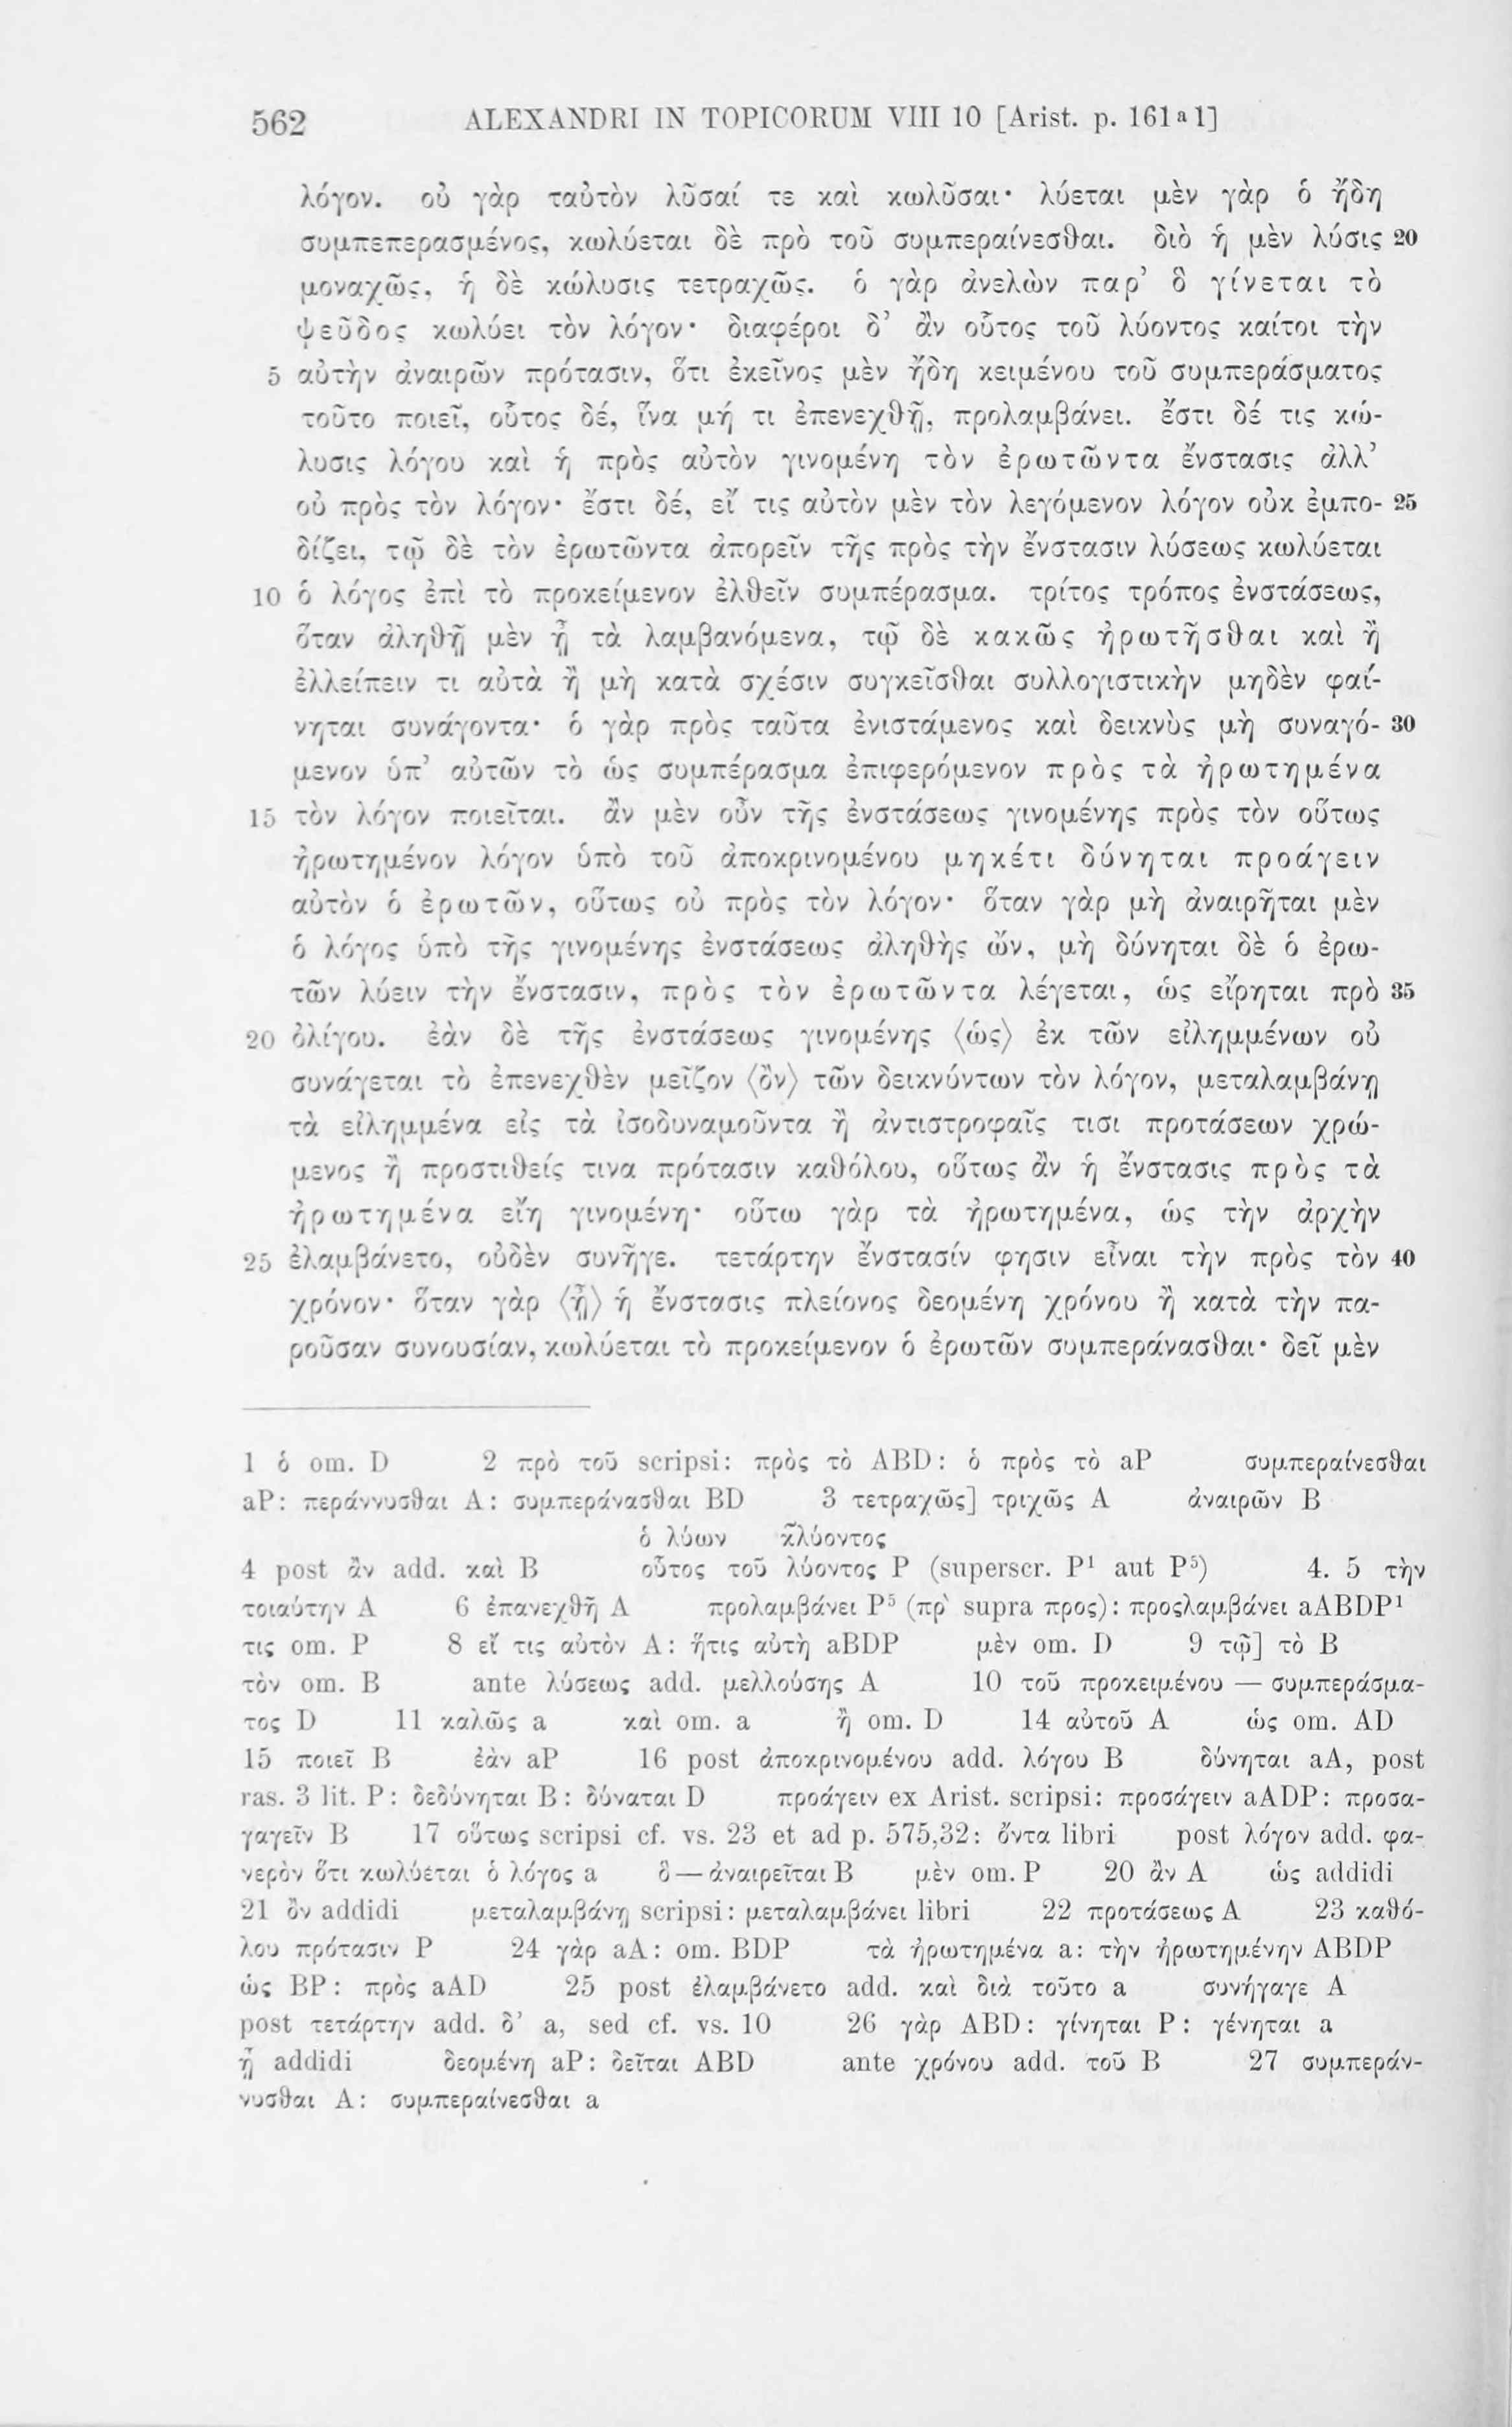 562 ALEXANDRI IN TOPICORUM VIII 10 [Arist. p. 161a1]
λόγον. οὐ γὰρ ταὐτὸν λῦσαί τε καὶ κωλῦσαι· λύεται μὲν γὰρ ὁ ἤδη
συμπεπερασμένος, κωλύεται δὲ πρὸ τοῦ συμπεραίνεσθαι. διὸ ἡ μὲν λύσις 20
μοναχῶς, ἡ δὲ κώλυσις τετραχῶς. ὁ γὰρ ἀνελὼν παρ’ ὃ γίνεται τὸ
ψεῦδος κωλύει τὸν λόγον· διαφέροι δ’ ἂν οὗτος τοῦ λύοντος καίτοι τὴν
5 αὐτὴν ἀναιρῶν πρότασιν, ὅτι ἐκεῖνος μὲν ἤδη κειμένου τοῦ συμπεράσματος
τοῦτο ποιεῖ, οὗτος δέ, ἵνα μή τι ἐπενεχθῇ, προλαμβάνει. ἔστι δέ τις κώ-
λυσις λόγου καὶ ἡ πρὸς αὐτὸν γινομένη τὸν ἐρωτῶντα ἔνστασις ἀλλ’
οὐ πρὸς τὸν λόγον· ἔστι δέ, εἴ τις αὐτὸν μὲν τὸν λεγόμενον λόγον οὐκ ἐμπο- 25
δίζει, τῷ δὲ τὸν ἐρωτῶντα ἀπορεῖν τῆς πρὸς τὴν ἔνστασιν λύσεως κωλύεται
10 ὁ λόγος ἐπὶ τὸ προκείμενον ἐλθεῖν συμπέρασμα. τρίτος τρόπος ἐνστάσεως,
ὅταν ἀληθῆ μὲν ᾖ τὰ λαμβανόμενα, τῷ δὲ κακῶς ἠρωτῆσθαι καὶ ἢ
ἐλλείπειν τι αὐτὰ ἢ μὴ κατὰ σχέσιν συγκεῖσθαι συλλογιστικὴν μηδὲν φαί-
νηται συνάγοντα· ὁ γὰρ πρὸς ταῦτα ἐνιστάμενος καὶ δεικνὺς μὴ συναγό- 30
μενον ὑπ’ αὐτῶν τὸ ὡς συμπέρασμα ἐπιφερόμενον πρὸς τὰ ἠρωτημένα
15 τὸν λόγον ποιεῖται. ἂν μὲν οὖν τῆς ἐνστάσεως γινομένης πρὸς τὸν οὕτως
ἠρωτημένον λόγον ὑπὸ τοῦ ἀποκρινομένου μηκέτι δύνηται προάγειν
αὐτὸν ὁ ἐρωτῶν, οὕτως οὐ πρὸς τὸν λόγον· ὅταν γὰρ μὴ ἀναιρῆται μὲν
ὁ λόγος ὑπὸ τῆς γινομένης ἐνστάσεως ἀληθὴς ὤν, μὴ δύνηται δὲ ὁ ἐρω-
τῶν λύειν τὴν ἔνστασιν, πρὸς τὸν ἐρωτῶντα λέγεται, ὡς εἴρηται πρὸ 35
20 ὀλίγου. ἐὰν δὲ τῆς ἐνστάσεως γινομένης ⟨ὡς⟩ ἐκ τῶν εἰλημμένων οὐ
συνάγεται τὸ ἐπενεχθὲν μεῖζον ⟨ὂν⟩ τῶν δεικνύντων τὸν λόγον, μεταλαμβάνῃ
τὰ εἰλημμένα εἰς τὰ ἰσοδυναμοῦντα ἢ ἀντιστροφαῖς τισι προτάσεων χρώ-
μενος ἢ προστιθείς τινα πρότασιν καθόλου, οὕτως ἂν ἡ ἔνστασις πρὸς τὰ
ἠρωτημένα εἴη γινομένη· οὕτω γὰρ τὰ ἠρωτημένα, ὡς τὴν ἀρχὴν
25 ἐλαμβάνετο, οὐδὲν συνῆγε. τετάρτην ἔνστασίν φησιν εἶναι τὴν πρὸς τὸν 40
χρόνον· ὅταν γὰρ ⟨ᾖ⟩ ἡ ἔνστασις πλείονος δεομένη χρόνου ἢ κατὰ τὴν πα-
ροῦσαν συνουσίαν, κωλύεται τὸ προκείμενον ὁ ἐρωτῶν συμπεράνασθαι· δεῖ μὲν
1 ὁ om. D 2 πρὸ τοῦ scripsi: πρὸς τὸ ABD: ὁ πρὸς τὸ aP συμπεραίνεσθαι
aP: περάννυσθαι A: συμπεράνασθαι BD 3 τετραχῶς] τριχῶς A ἀναιρῶν B
ὁ λύων κλύοντος
4 post ἂν add. καὶ B οὗτος τοῦ λύοντος P (superscr. P¹ aut P⁵) 4. 5 τὴν
τοιαύτην A 6 ἐπανεχθῆ A προλαμβάνει P⁵ (πρ` supra προς): προςλαμβάνει aABDP¹
τις om. P 8 εἴ τις αὐτὸν A: ἥτις αὐτὴ aBDP μὲν om. D 9 τῷ] τὸ B
τὸν om. B ante λύσεως add. μελλούσης A 10 τοῦ προκειμένου — συμπεράσμα-
τος D 11 καλῶς a καὶ om. a ἢ om. D 14 αὐτοῦ A ὡς om. AD
15 ποιεῖ B ἐὰν aP 16 post ἀποκρινομένου add. λόγου B δύνηται aA, post
ras. 3 lit. P: δεδύνηται B: δύναται D προάγειν ex Arist. scripsi: προσάγειν aADP: προσα-
γαγεῖν B 17 οὕτως scripsi cf. vs. 23 et ad p. 575,32: ὄντα libri post λόγον add. φα-
νερὸν ὅτι κωλύεται ὁ λόγος a ὃ — ἀναιρεῖται B μὲν om. P 20 ἂν A ὡς addidi
21 ὂν addidi μεταλαμβάνῃ scripsi: μεταλαμβάνει libri 22 προτάσεως A 23 καθό-
λου πρότασιν P 24 γὰρ aA: om. BDP τὰ ἠρωτημένα a: τὴν ἠρωτημένην ABDP
ὡς BP: πρὸς aAD 25 post ἐλαμβάνετο add. καὶ διὰ τοῦτο a συνήγαγε A
post τετάρτην add. δ’ a, sed cf. vs. 10 26 γὰρ ABD: γίνηται P: γένηται a
ᾖ addidi δεομένη aP: δεῖται ABD ante χρόνου add. τοῦ B 27 συμπεράν-
νυσθαι A: συμπεραίνεσθαι a